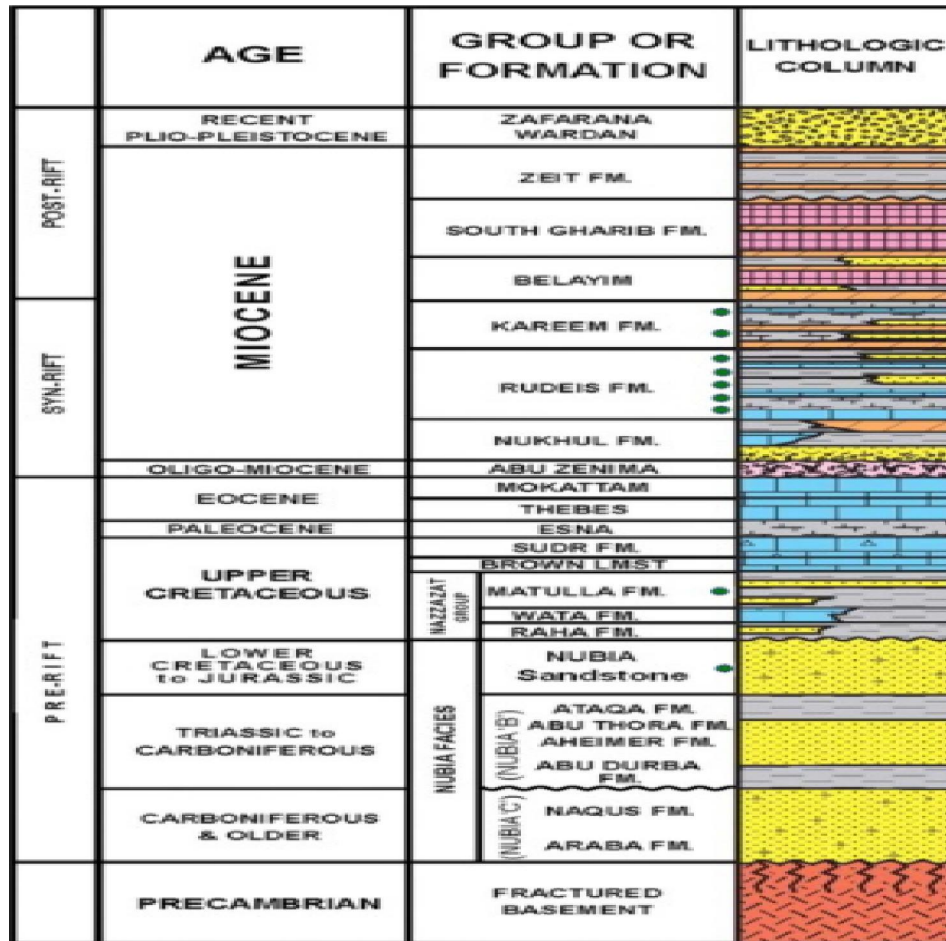 AGE
GROUP OR
FORMATION
LITHOLOGIC
COLUMN
POST-RIFT
RECENT
PLIO-PLEISTOCENE
ZAFARANA
WARDAN
MIOCENE
ZEIT FM.
SOUTH GHARIB FM.
BELAYIM
SYN-RIFT
KAREEM FM.
RUDEIS FM.
NUKHUL FM.
OLIGO-MIOCENE
ABU ZENIMA
PRE-RIFT
EOCENE
MOKATTAM
THEBES
PALEOCENE
ESNA
UPPER
CRETACEOUS
SUDR FM.
BROWN LMST
NAZZAZAT
GROUP
MATULLA FM.
WATA FM.
RAHA FM.
LOWER
CRETACEOUS
to JURASSIC
NUBIA FACIES
NUBIA
Sandstone
TRIASSIC to
CARBONIFEROUS
(NUBIA 'B')
ATAQA FM.
ABU THORA FM.
AHEIMER FM.
ABU DURBA
FM.
CARBONIFEROUS
& OLDER
(NUBIA 'C')
NAQUS FM.
ARABA FM.
PRECAMBRIAN
FRACTURED
BASEMENT